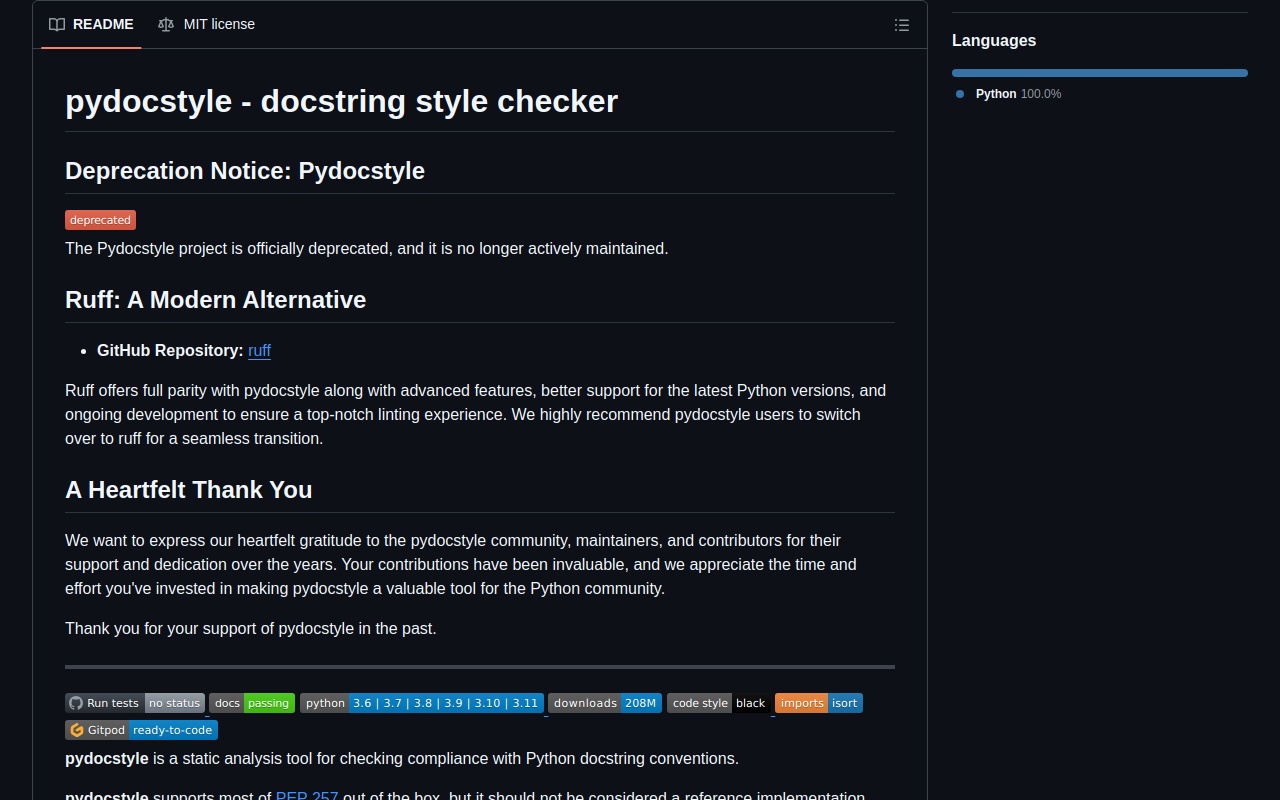 README
MIT license
Languages
Python 100.0%
pydocstyle - docstring style checker
Deprecation Notice: Pydocstyle
deprecated
The Pydocstyle project is officially deprecated, and it is no longer actively maintained.
Ruff: A Modern Alternative
• GitHub Repository: ruff
Ruff offers full parity with pydocstyle along with advanced features, better support for the latest Python versions, and
ongoing development to ensure a top-notch linting experience. We highly recommend pydocstyle users to switch
over to ruff for a seamless transition.
A Heartfelt Thank You
We want to express our heartfelt gratitude to the pydocstyle community, maintainers, and contributors for their
support and dedication over the years. Your contributions have been invaluable, and we appreciate the time and
effort you've invested in making pydocstyle a valuable tool for the Python community.
Thank you for your support of pydocstyle in the past.
Run tests no status docs passing python 3.6 | 3.7 | 3.8 | 3.9 | 3.10 | 3.11 downloads 208M code style black imports isort
Gitpod ready-to-code
pydocstyle is a static analysis tool for checking compliance with Python docstring conventions.
pydocstyle supports most of PEP 257 out of the box, but it should not be considered a reference implementation.